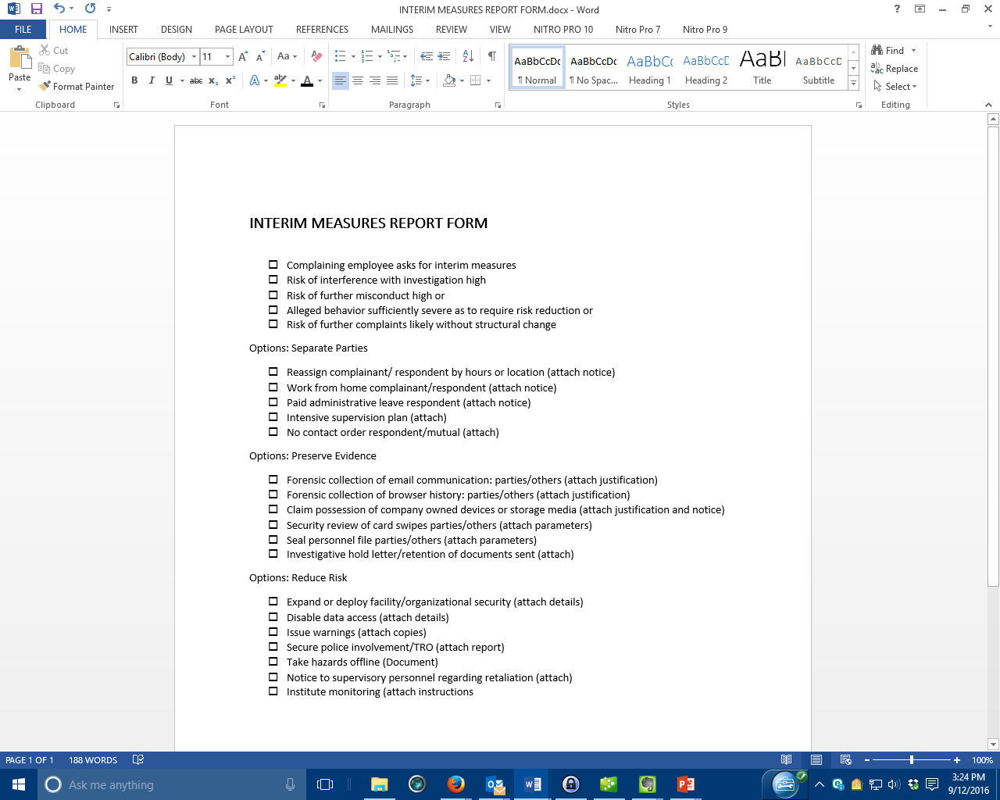 INTERIM MEASURES REPORT FORM.docx - Word
FILE HOME INSERT DESIGN PAGE LAYOUT REFERENCES MAILINGS REVIEW VIEW NITRO PRO 10 Nitro Pro 7 Nitro Pro 9
Paste
Cut
Copy
Format Painter
Clipboard
Calibri (Body) 11
Font
Paragraph
AaBbCcDc AaBbCcDc AaBbCc AaBbCcD AaBl AaBbCcD
¶ Normal ¶ No Spac... Heading 1 Heading 2 Title Subtitle
Styles
Find
Replace
Select
Editing
INTERIM MEASURES REPORT FORM
Complaining employee asks for interim measures
Risk of interference with investigation high
Risk of further misconduct high or
Alleged behavior sufficiently severe as to require risk reduction or
Risk of further complaints likely without structural change
Options: Separate Parties
Reassign complainant/ respondent by hours or location (attach notice)
Work from home complainant/respondent (attach notice)
Paid administrative leave respondent (attach notice)
Intensive supervision plan (attach)
No contact order respondent/mutual (attach)
Options: Preserve Evidence
Forensic collection of email communication: parties/others (attach justification)
Forensic collection of browser history: parties/others (attach justification)
Claim possession of company owned devices or storage media (attach justification and notice)
Security review of card swipes parties/others (attach parameters)
Seal personnel file parties/others (attach parameters)
Investigative hold letter/retention of documents sent (attach)
Options: Reduce Risk
Expand or deploy facility/organizational security (attach details)
Disable data access (attach details)
Issue warnings (attach copies)
Secure police involvement/TRO (attach report)
Take hazards offline (Document)
Notice to supervisory personnel regarding retaliation (attach)
Institute monitoring (attach instructions
PAGE 1 OF 1 188 WORDS 100%
Ask me anything
3:24 PM
9/12/2016